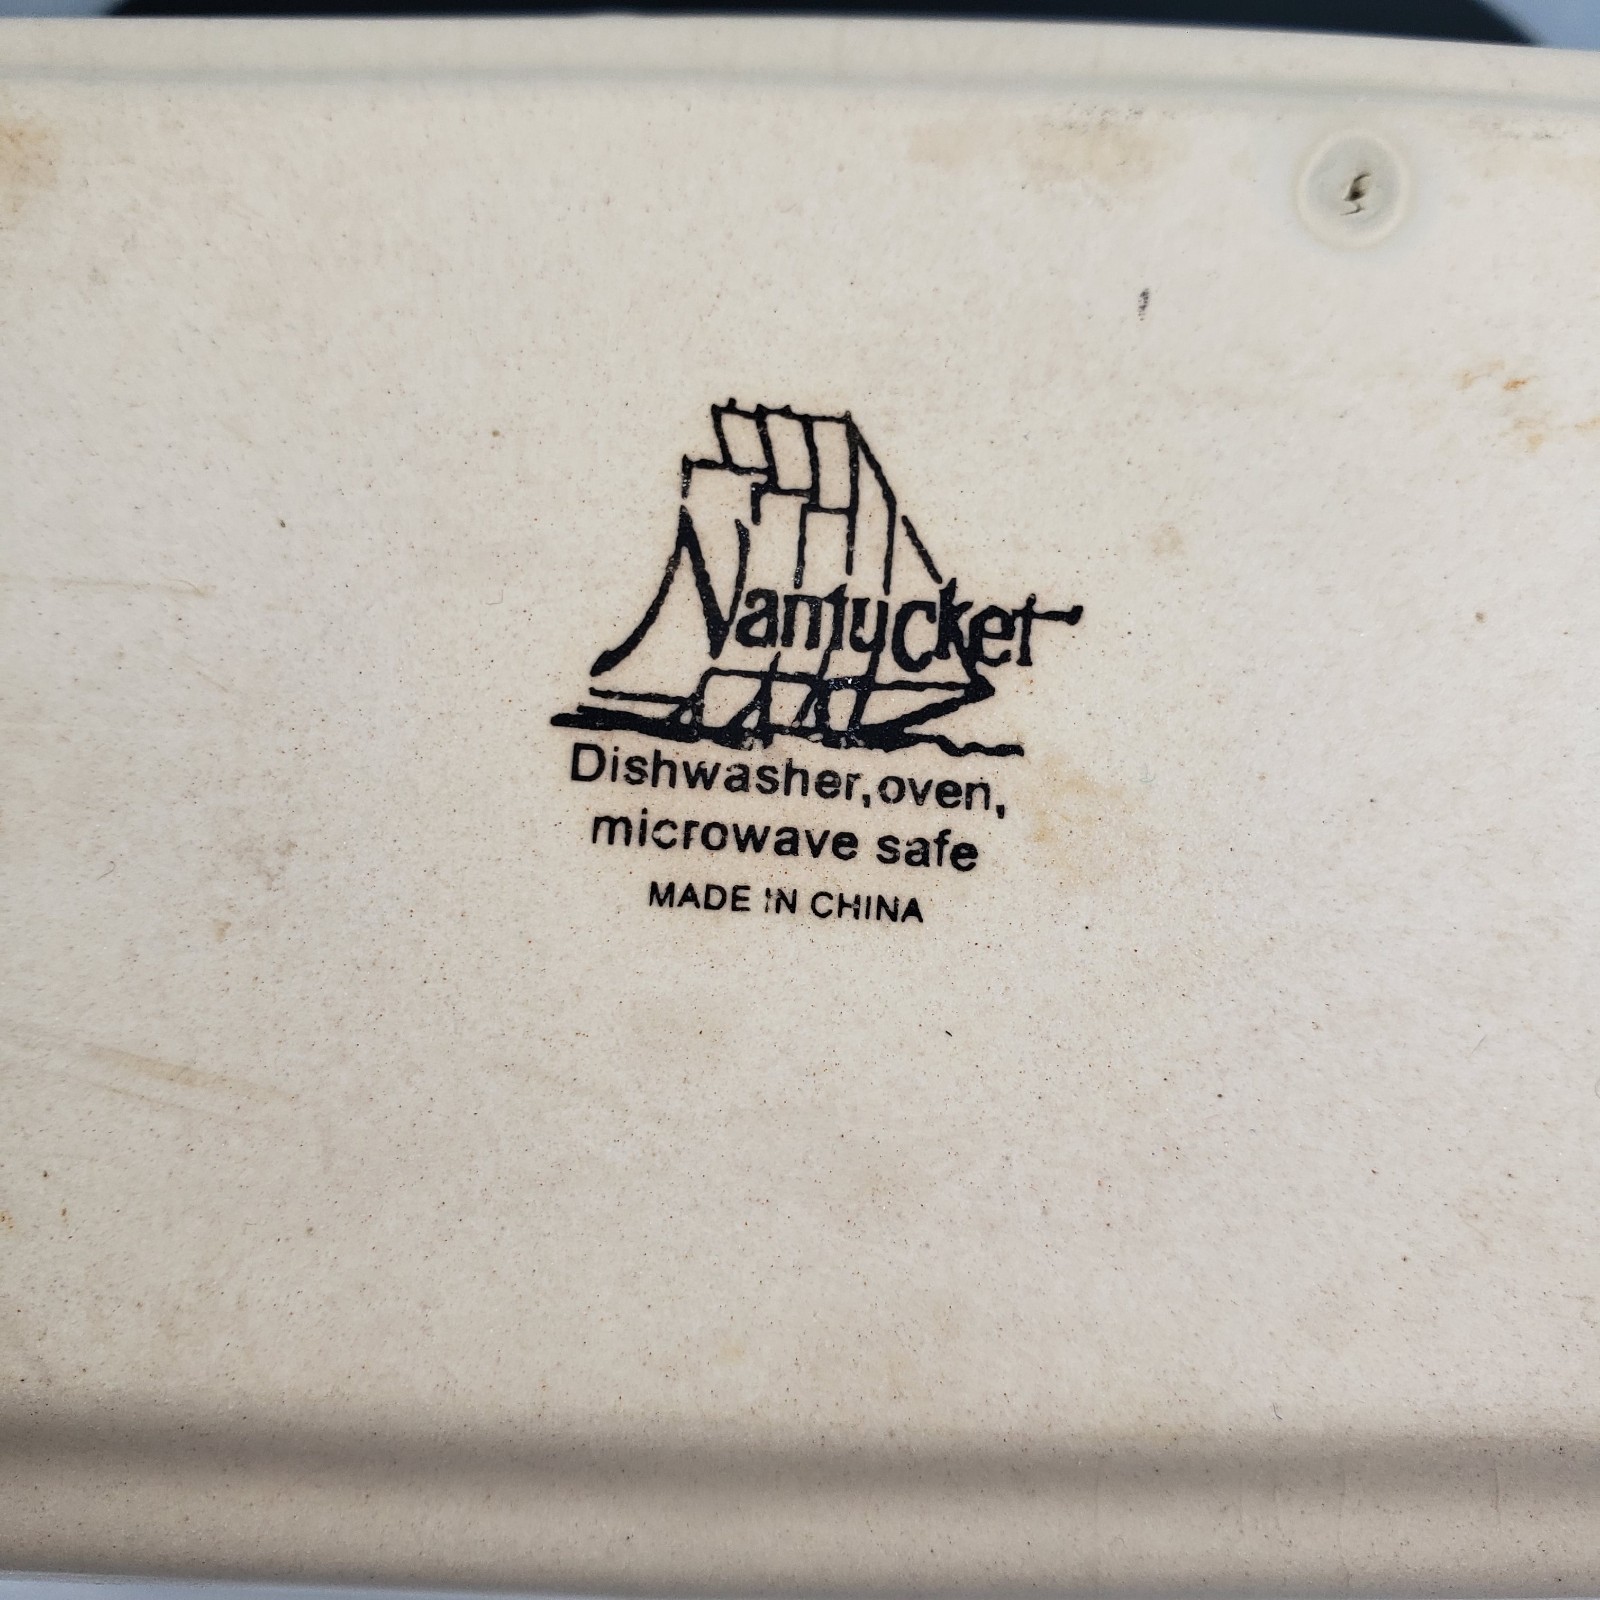 Nantucket
Dishwasher,oven,
microwave safe
MADE IN CHINA